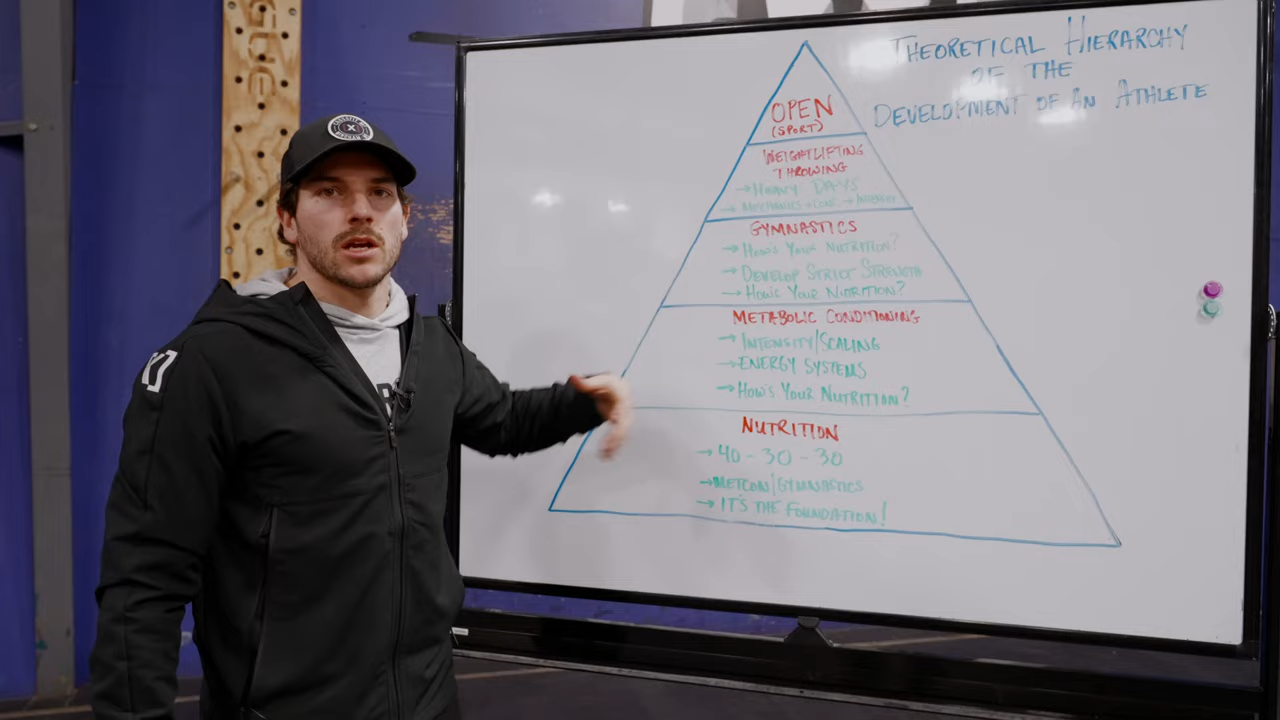 THEORETICAL HIERARCHY
OF THE
DEVELOPMENT OF AN ATHLETE
OPEN
(SPORT)
WEIGHTLIFTING
THROWING
→ HEAVY DAYS
→ MECHANICS → CONS. → INTENSITY
GYMNASTICS
→ HOW'S YOUR NUTRITION?
→ DEVELOP STRICT STRENGTH
→ HOW'S YOUR NUTRITION?
METABOLIC CONDITIONING
→ INTENSITY/SCALING
→ ENERGY SYSTEMS
→ HOW'S YOUR NUTRITION?
NUTRITION
→ 40 - 30 - 30
→ METCON/GYMNASTICS
→ IT'S THE FOUNDATION!